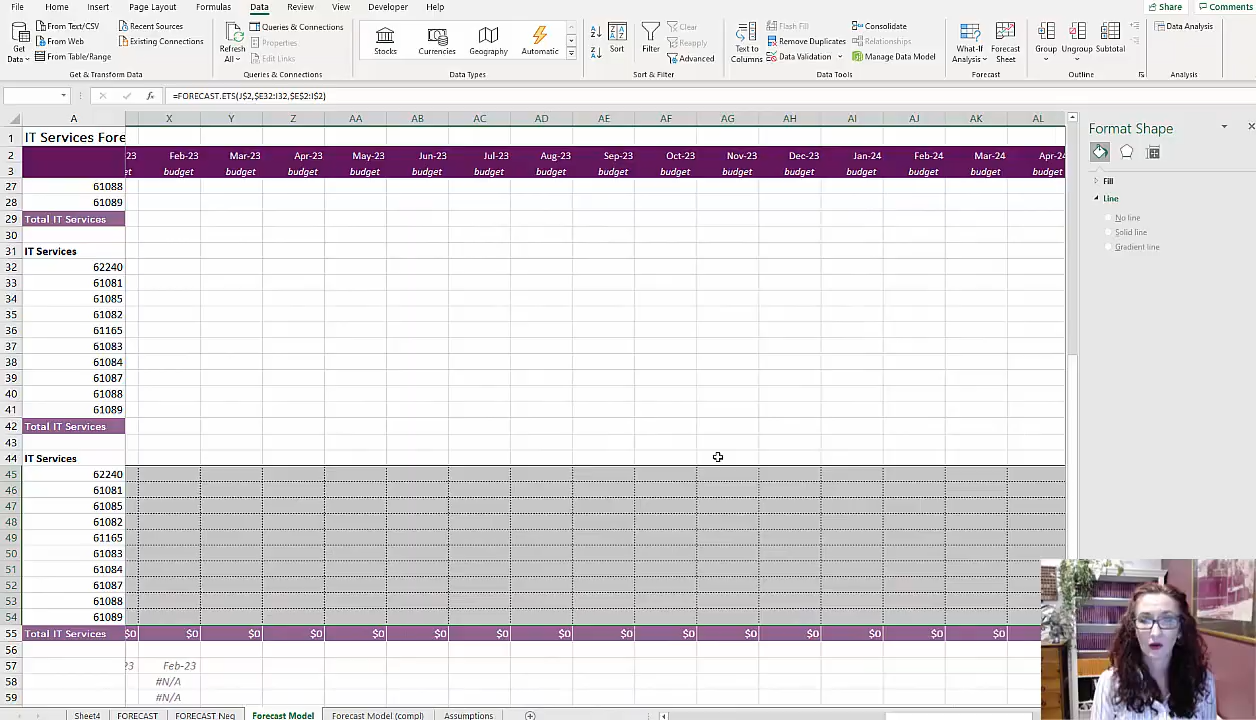 File Home Insert Page Layout Formulas Data Review View Developer Help Share Comments
Get Data From Text/CSV From Web From Table/Range Recent Sources Existing Connections
Get & Transform Data
Refresh All Queries & Connections Properties Edit Links
Queries & Connections
Stocks Currencies Geography Automatic
Data Types
Sort Filter Clear Reapply Advanced
Sort & Filter
Text to Columns Flash Fill Remove Duplicates Data Validation Consolidate Relationships Manage Data Model
Data Tools
What-If Analysis Forecast Sheet
Forecast
Group Ungroup Subtotal
Outline
Data Analysis
Analysis
fx =FORECAST.ETS(J$2,$E32:I32,$E$2:I$2)
A X Y Z AA AB AC AD AE AF AG AH AI AJ AK AL
1 IT Services Fore
2 23 Feb-23 Mar-23 Apr-23 May-23 Jun-23 Jul-23 Aug-23 Sep-23 Oct-23 Nov-23 Dec-23 Jan-24 Feb-24 Mar-24 Apr-24
3 et budget budget budget budget budget budget budget budget budget budget budget budget budget budget budget
27 61088
28 61089
29 Total IT Services
30
31 IT Services
32 62240
33 61081
34 61085
35 61082
36 61165
37 61083
38 61084
39 61087
40 61088
41 61089
42 Total IT Services
43
44 IT Services
45 62240
46 61081
47 61085
48 61082
49 61165
50 61083
51 61084
52 61087
53 61088
54 61089
55 Total IT Services $0 $0 $0 $0 $0 $0 $0 $0 $0 $0 $0 $0 $0 $0 $0
56
57 23 Feb-23
58 #N/A
59 #N/A
Sheet4 FORECAST FORECAST Neg Forecast Model Forecast Model (compl) Assumptions
Format Shape
Fill
Line
No line
Solid line
Gradient line